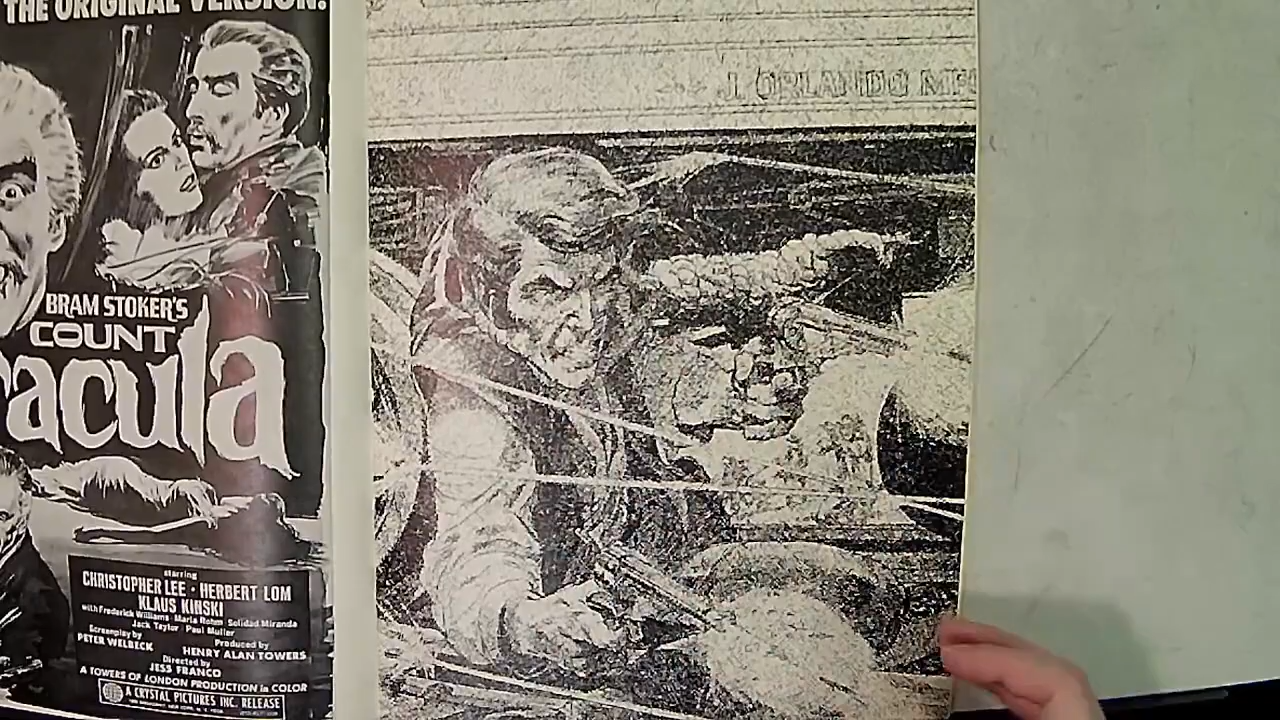 THE ORIGINAL VERSION!
BRAM STOKER'S
COUNT
racula
starring
CHRISTOPHER LEE · HERBERT LOM
KLAUS KINSKI
with Frederick Williams · Maria Rohm · Solidad Miranda
Jack Taylor · Paul Muller
Screenplay by
PETER WELBECK
Produced by
HENRY ALAN TOWERS
Directed by
JESS FRANCO
A TOWERS OF LONDON PRODUCTION in COLOR
A CRYSTAL PICTURES INC. RELEASE
J. ORLANDO